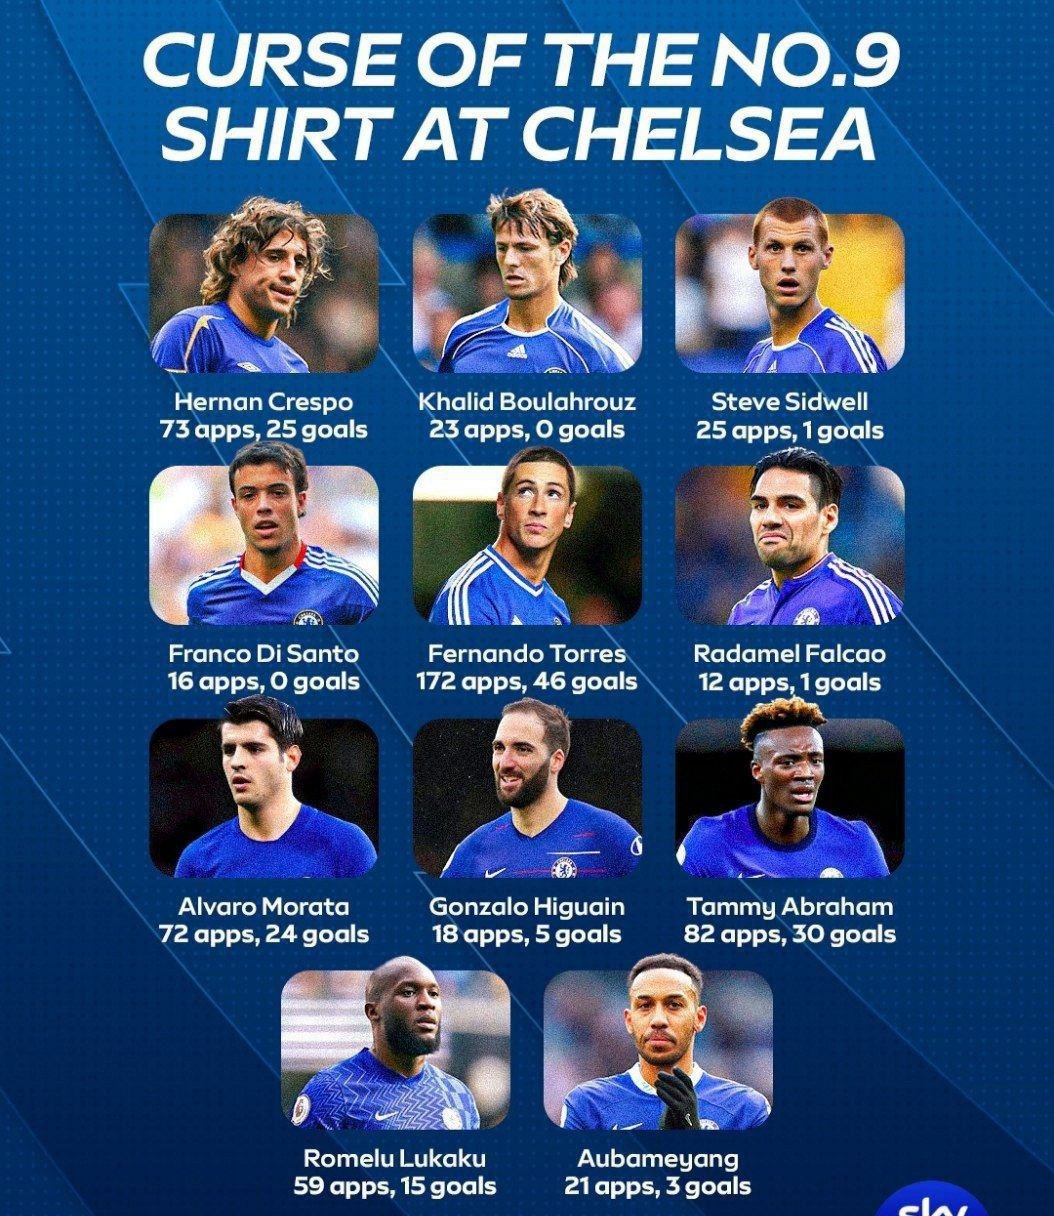 CURSE OF THE NO.9
SHIRT AT CHELSEA
Hernan Crespo
73 apps, 25 goals
Khalid Boulahrouz
23 apps, 0 goals
Steve Sidwell
25 apps, 1 goals
Franco Di Santo
16 apps, 0 goals
Fernando Torres
172 apps, 46 goals
Radamel Falcao
12 apps, 1 goals
Alvaro Morata
72 apps, 24 goals
Gonzalo Higuain
18 apps, 5 goals
Tammy Abraham
82 apps, 30 goals
Romelu Lukaku
59 apps, 15 goals
Aubameyang
21 apps, 3 goals
sky